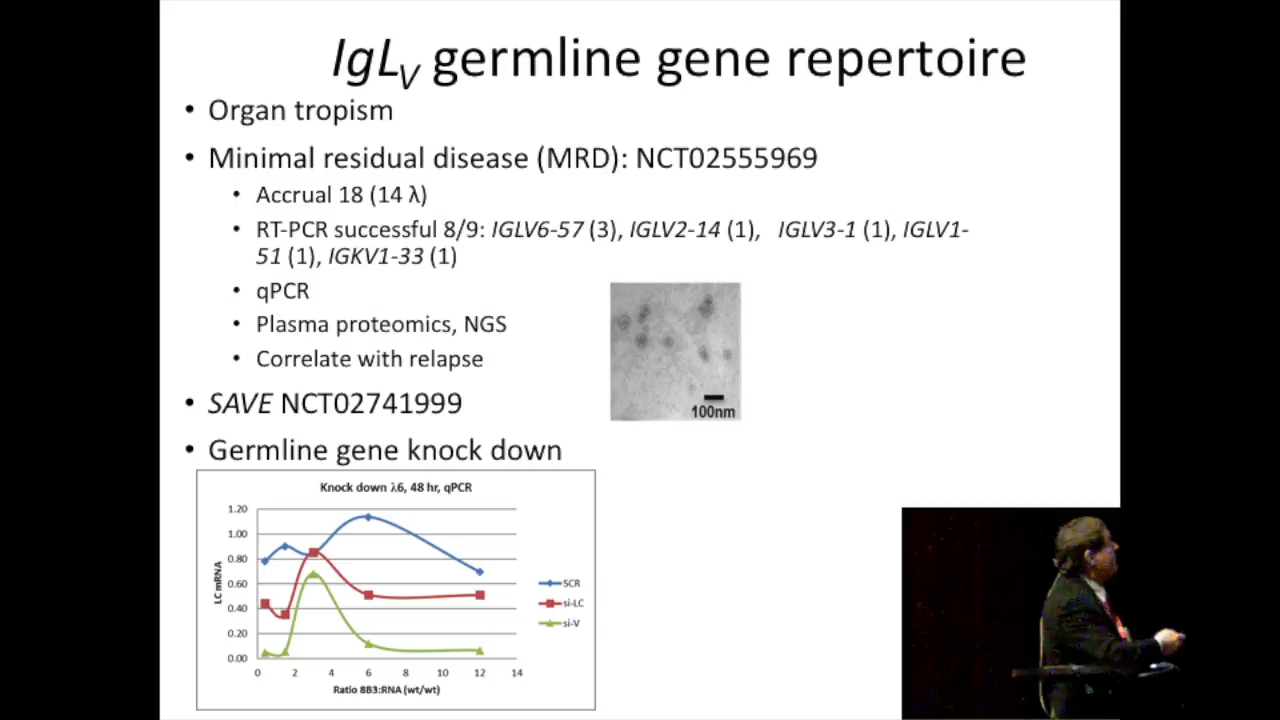 IgLV germline gene repertoire
• Organ tropism
• Minimal residual disease (MRD): NCT02555969
• Accrual 18 (14 λ)
• RT-PCR successful 8/9: IGLV6-57 (3), IGLV2-14 (1), IGLV3-1 (1), IGLV1-
51 (1), IGKV1-33 (1)
• qPCR
• Plasma proteomics, NGS
• Correlate with relapse
100nm
• SAVE NCT02741999
• Germline gene knock down
Knock down λ6, 48 hr, qPCR
1.20
1.00
0.80
0.60
0.40
0.20
0.00
LC mRNA
0 2 4 6 8 10 12 14
Ratio 8B3:RNA (wt/wt)
SCR
si-LC
si-V